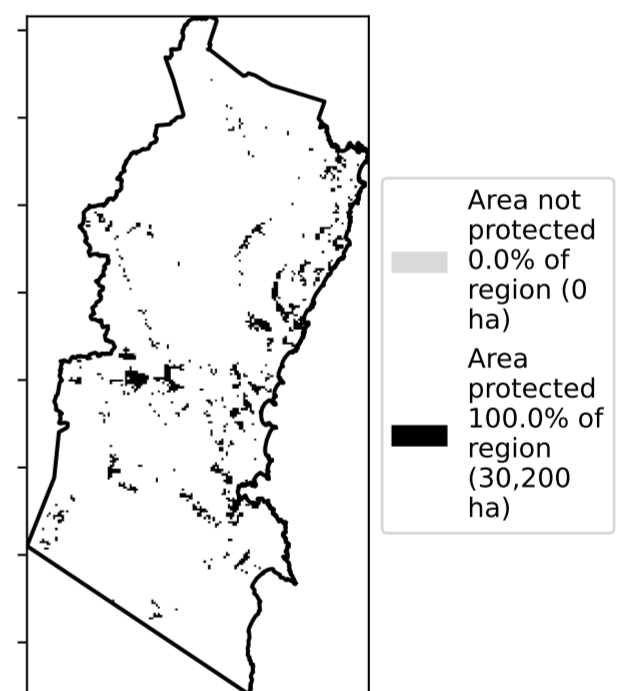 Area not
protected
0.0% of
region (0
ha)
Area
protected
100.0% of
region
(30,200
ha)